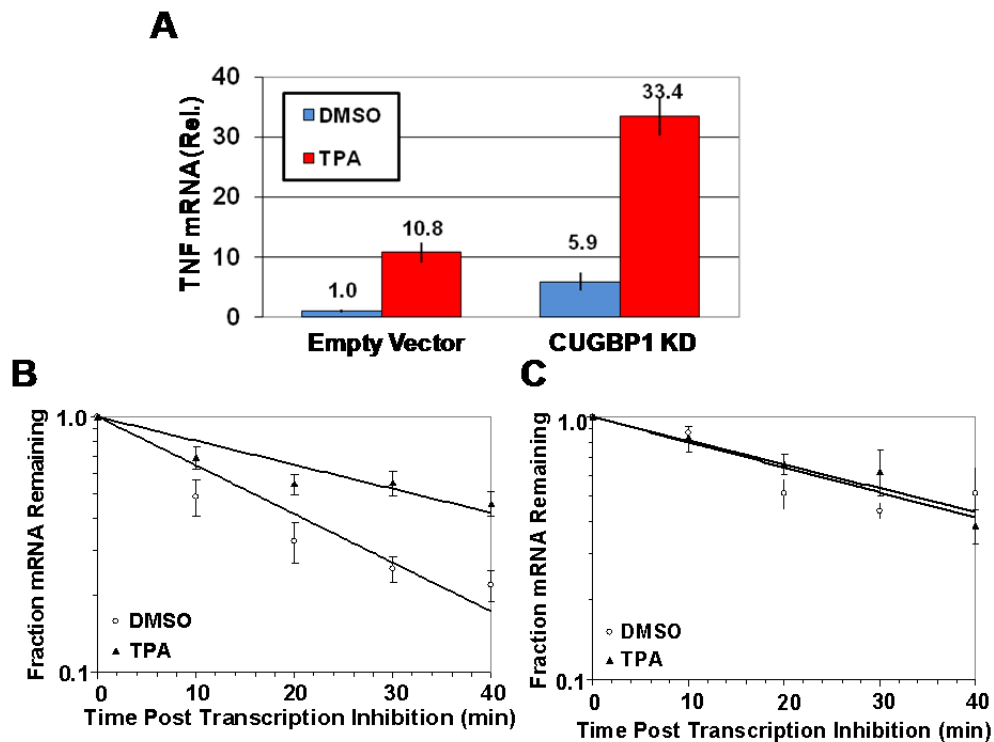 A
TNF mRNA(Rel.)
40
30
20
10
0
DMSO
TPA
1.0
10.8
5.9
33.4
Empty Vector
CUGBP1 KD
B
Fraction mRNA Remaining
1.0
0.1
DMSO
TPA
0 10 20 30 40
Time Post Transcription Inhibition (min)
C
Fraction mRNA Remaining
1.0
0.1
DMSO
TPA
0 10 20 30 40
Time Post Transcription Inhibition (min)